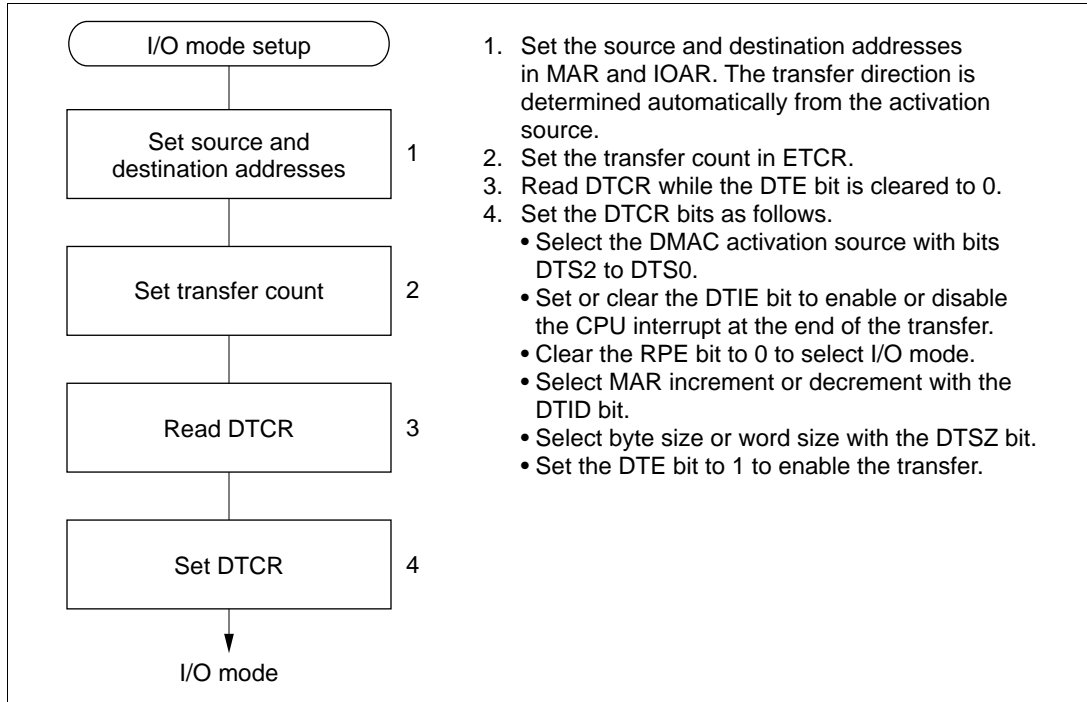 I/O mode setup
Set source and
destination addresses
1
Set transfer count
2
Read DTCR
3
Set DTCR
4
I/O mode
1. Set the source and destination addresses
in MAR and IOAR. The transfer direction is
determined automatically from the activation
source.
2. Set the transfer count in ETCR.
3. Read DTCR while the DTE bit is cleared to 0.
4. Set the DTCR bits as follows.
• Select the DMAC activation source with bits
DTS2 to DTS0.
• Set or clear the DTIE bit to enable or disable
the CPU interrupt at the end of the transfer.
• Clear the RPE bit to 0 to select I/O mode.
• Select MAR increment or decrement with the
DTID bit.
• Select byte size or word size with the DTSZ bit.
• Set the DTE bit to 1 to enable the transfer.